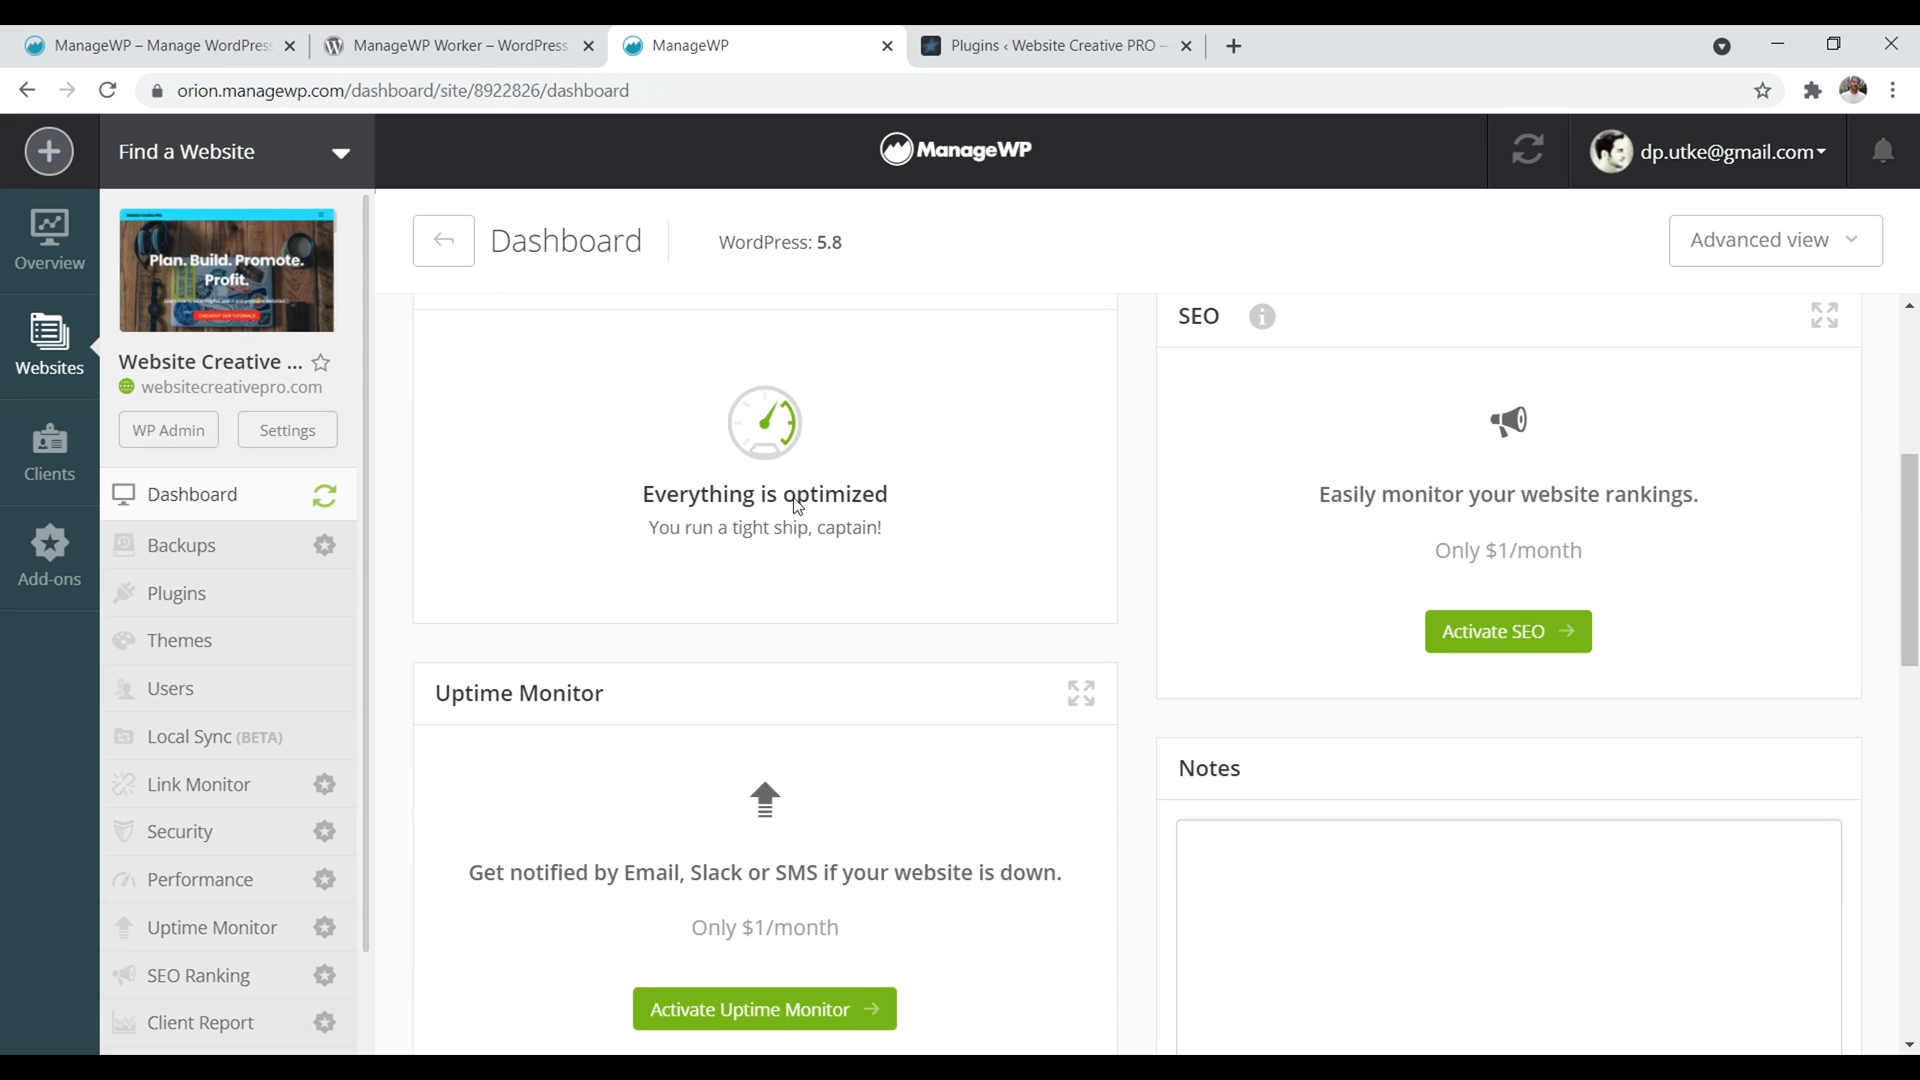 ManageWP – Manage WordPress
ManageWP Worker – WordPress
ManageWP
Plugins ‹ Website Creative PRO –
orion.managewp.com/dashboard/site/8922826/dashboard
Find a Website
ManageWP
dp.utke@gmail.com
Overview
Websites
Clients
Add-ons
Plan. Build. Promote.
Profit.
Website Creative ...
websitecreativepro.com
WP Admin
Settings
Dashboard
Backups
Plugins
Themes
Users
Local Sync (BETA)
Link Monitor
Security
Performance
Uptime Monitor
SEO Ranking
Client Report
Dashboard
WordPress: 5.8
Advanced view
Everything is optimized
You run a tight ship, captain!
Uptime Monitor
Get notified by Email, Slack or SMS if your website is down.
Only $1/month
Activate Uptime Monitor
SEO
Easily monitor your website rankings.
Only $1/month
Activate SEO
Notes